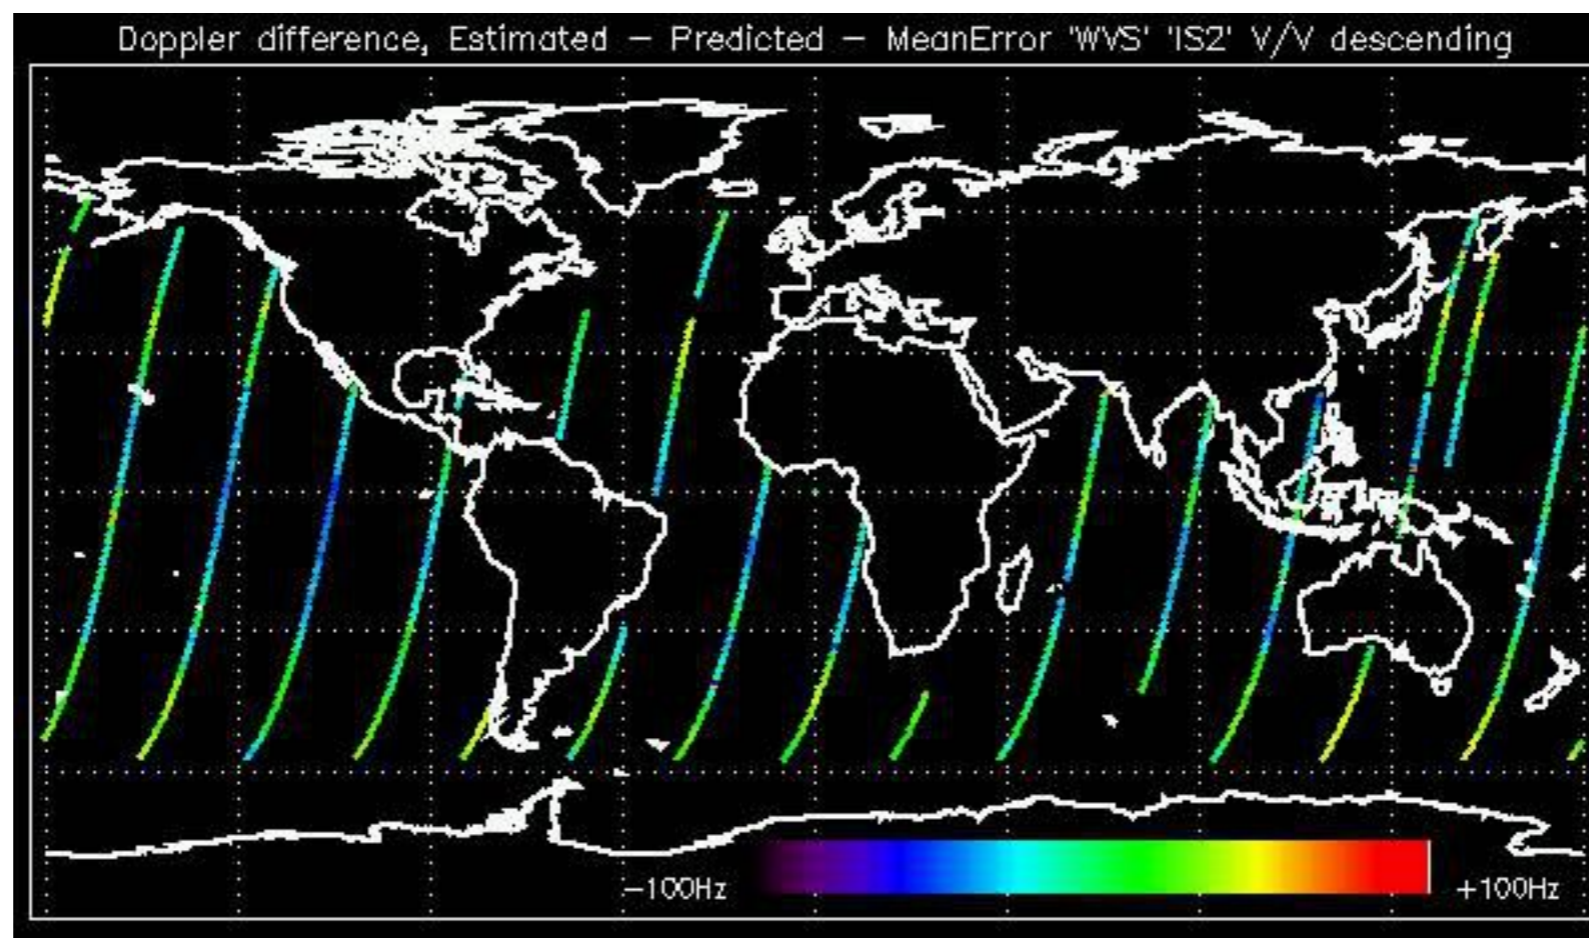 Doppler difference, Estimated – Predicted – MeanError 'WVS' 'IS2' V/V descending
-100Hz
+100Hz